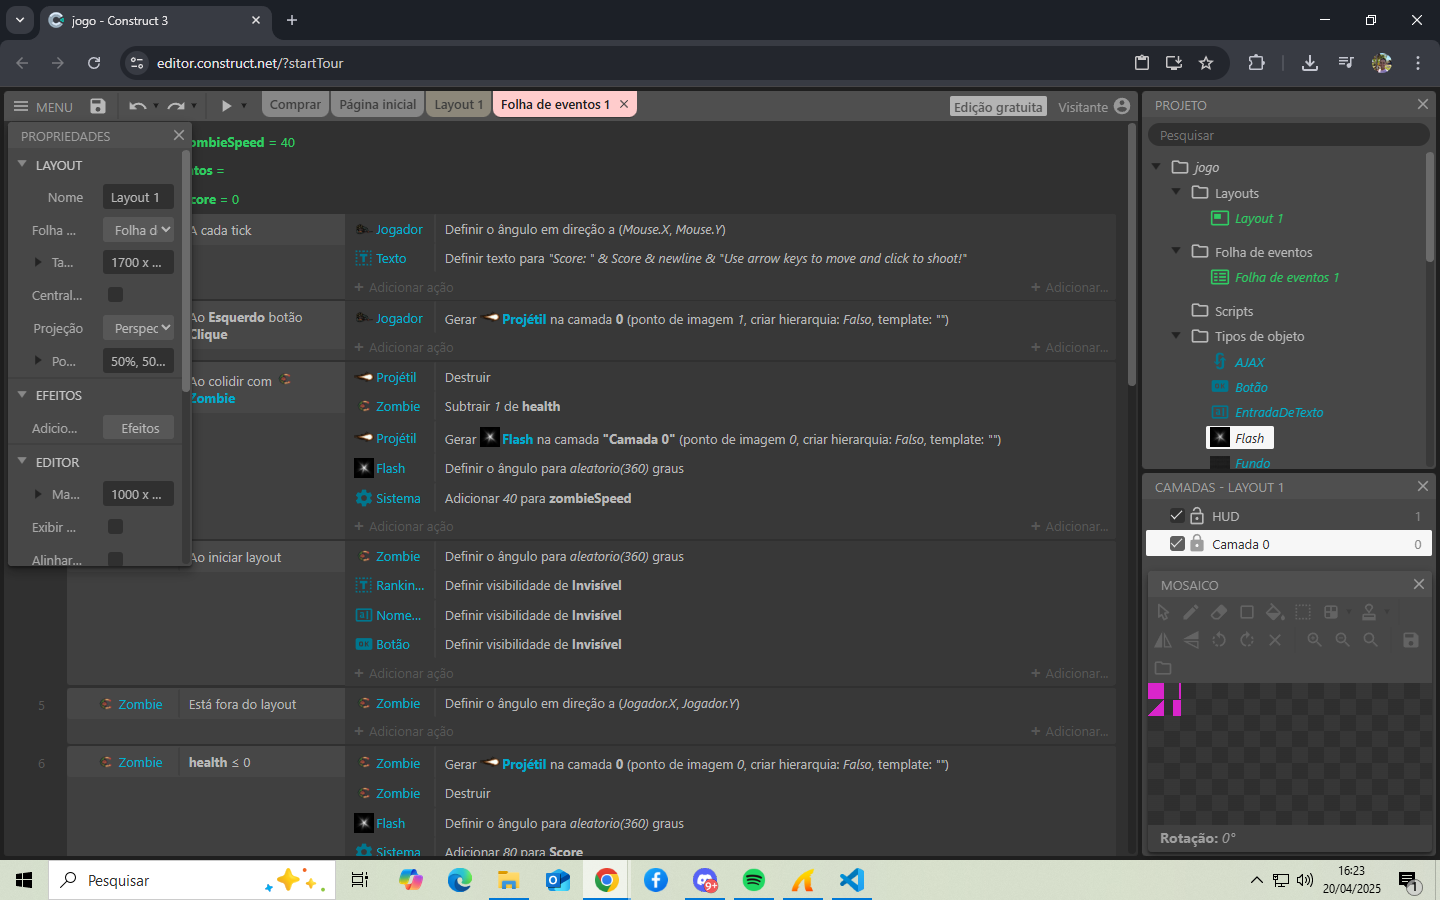 jogo - Construct 3
editor.construct.net/?startTour
MENU
Comprar
Página inicial
Layout 1
Folha de eventos 1
Edição gratuita
Visitante
PROPRIEDADES
LAYOUT
Nome
Layout 1
Folha ...
Folha d
Ta...
1700 x ...
Central...
Projeção
Perspec
Po...
50%, 50...
EFEITOS
Adicio...
Efeitos
EDITOR
Ma...
1000 x ...
Exibir ...
Alinhar...
ombieSpeed = 40
tos =
core = 0
A cada tick
Jogador
Definir o ângulo em direção a (Mouse.X, Mouse.Y)
Texto
Definir texto para "Score: " & Score & newline & "Use arrow keys to move and click to shoot!"
+ Adicionar ação
+ Adicionar...
Ao Esquerdo botão
Clique
Jogador
Gerar Projétil na camada 0 (ponto de imagem 1, criar hierarquia: Falso, template: "")
+ Adicionar ação
+ Adicionar...
Ao colidir com
Zombie
Projétil
Destruir
Zombie
Subtrair 1 de health
Projétil
Gerar Flash na camada "Camada 0" (ponto de imagem 0, criar hierarquia: Falso, template: "")
Flash
Definir o ângulo para aleatorio(360) graus
Sistema
Adicionar 40 para zombieSpeed
+ Adicionar ação
+ Adicionar...
Ao iniciar layout
Zombie
Definir o ângulo para aleatorio(360) graus
Rankin...
Definir visibilidade de Invisível
Nome...
Definir visibilidade de Invisível
Botão
Definir visibilidade de Invisível
+ Adicionar ação
+ Adicionar...
5
Zombie
Está fora do layout
Zombie
Definir o ângulo em direção a (Jogador.X, Jogador.Y)
+ Adicionar ação
+ Adicionar...
6
Zombie
health ≤ 0
Zombie
Gerar Projétil na camada 0 (ponto de imagem 0, criar hierarquia: Falso, template: "")
Zombie
Destruir
Flash
Definir o ângulo para aleatorio(360) graus
Sistema
Adicionar 80 para Score
PROJETO
Pesquisar
jogo
Layouts
Layout 1
Folha de eventos
Folha de eventos 1
Scripts
Tipos de objeto
AJAX
Botão
EntradaDeTexto
Flash
Fundo
CAMADAS - LAYOUT 1
HUD
1
Camada 0
0
MOSAICO
Rotação: 0°
Pesquisar
9+
16:23
20/04/2025
1